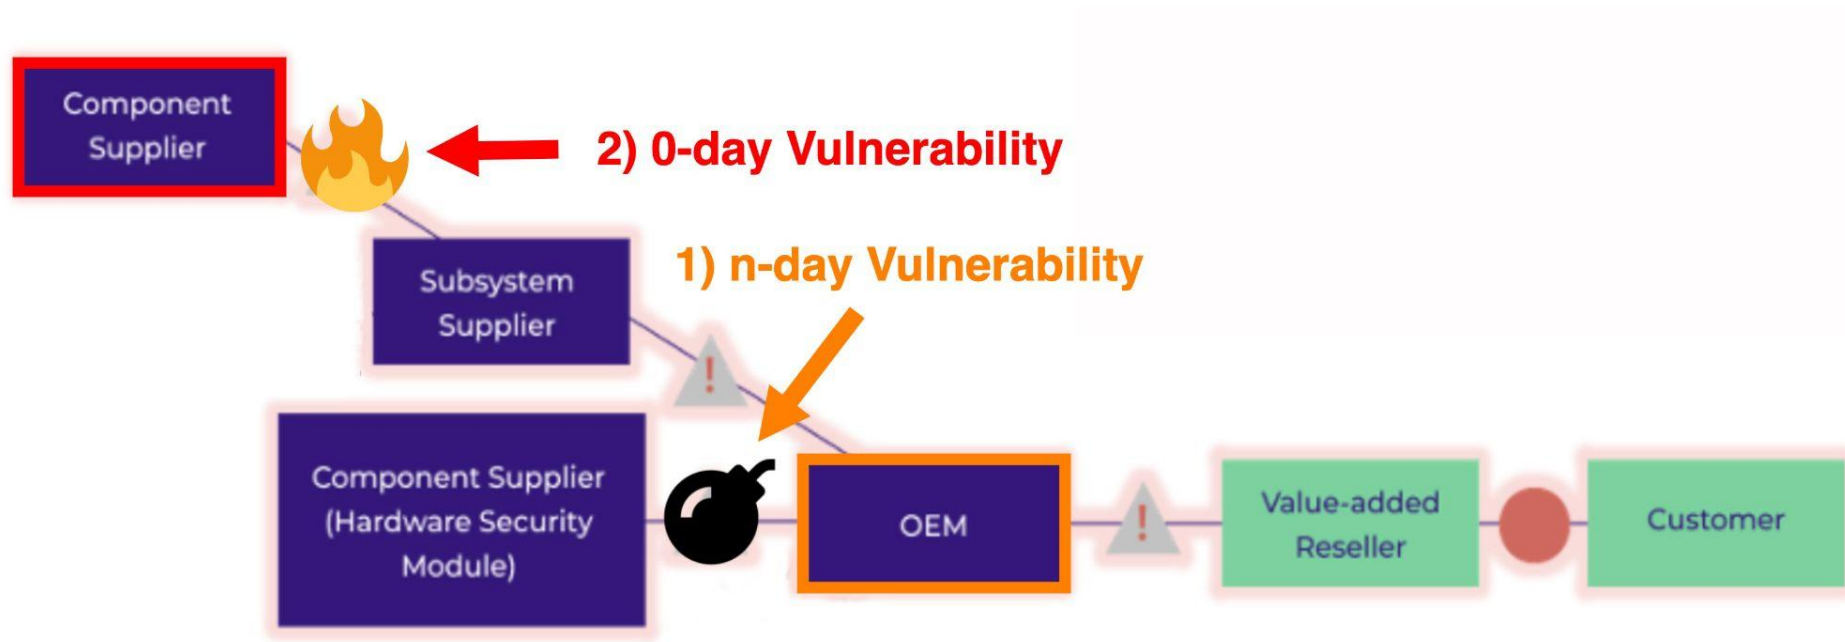 Component
Supplier
2) 0-day Vulnerability
1) n-day Vulnerability
Subsystem
Supplier
!
Component Supplier
(Hardware Security
Module)
OEM
!
Value-added
Reseller
Customer